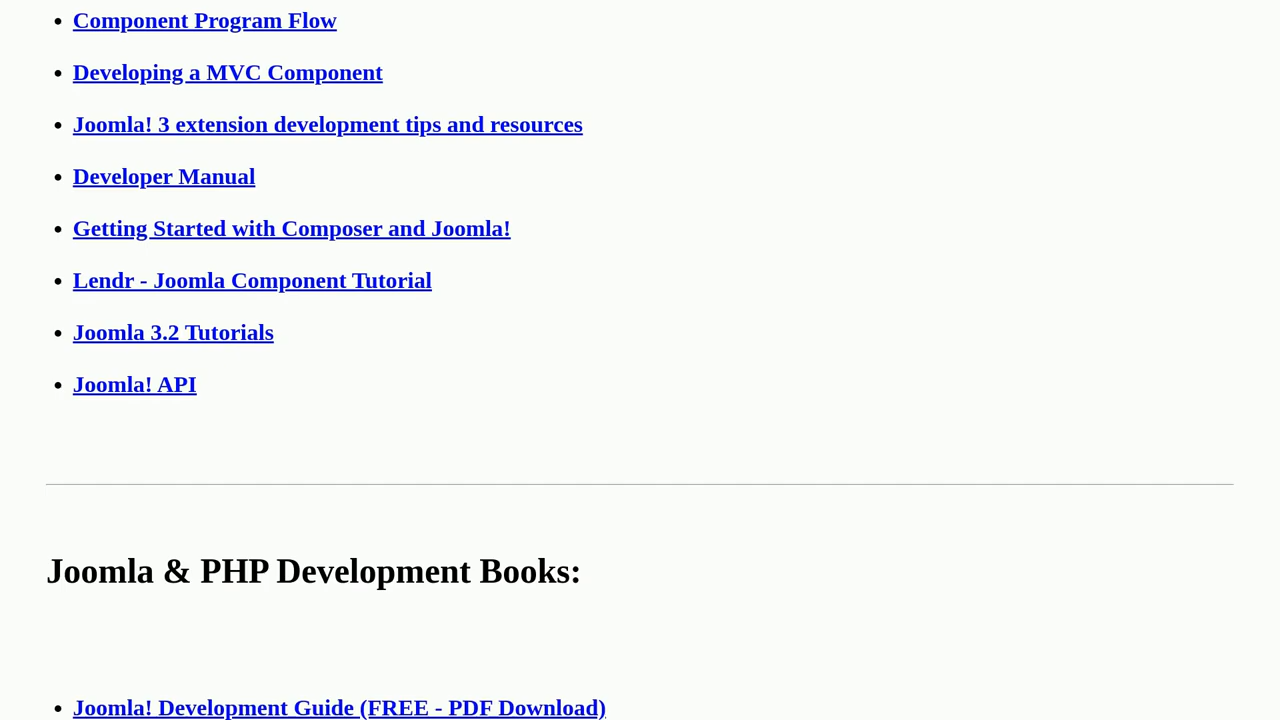 Component Program Flow
Developing a MVC Component
Joomla! 3 extension development tips and resources
Developer Manual
Getting Started with Composer and Joomla!
Lendr - Joomla Component Tutorial
Joomla 3.2 Tutorials
Joomla! API
Joomla & PHP Development Books:
Joomla! Development Guide (FREE - PDF Download)